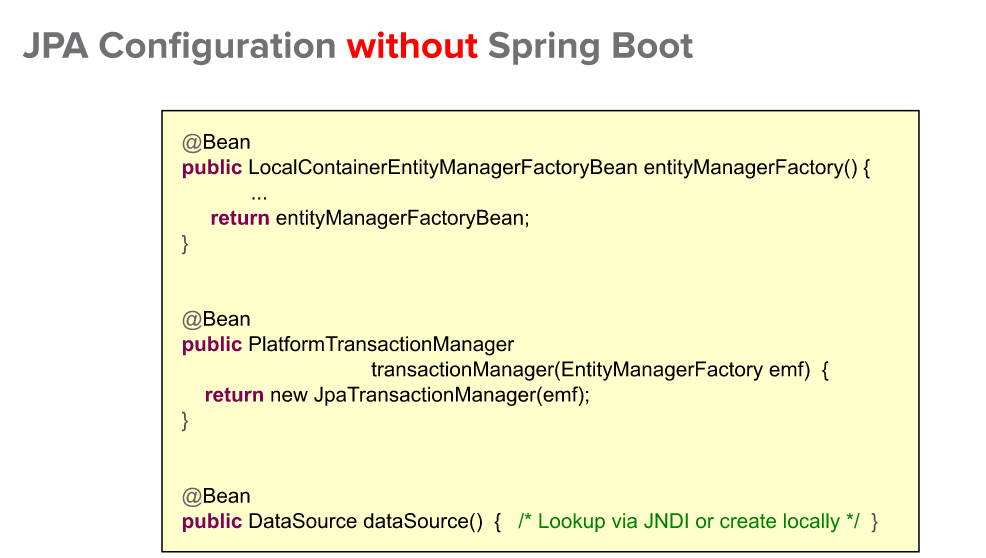 JPA Configuration without Spring Boot
@Bean
public LocalContainerEntityManagerFactoryBean entityManagerFactory() {
...
return entityManagerFactoryBean;
}
@Bean
public PlatformTransactionManager
transactionManager(EntityManagerFactory emf) {
return new JpaTransactionManager(emf);
}
@Bean
public DataSource dataSource() { /* Lookup via JNDI or create locally */ }